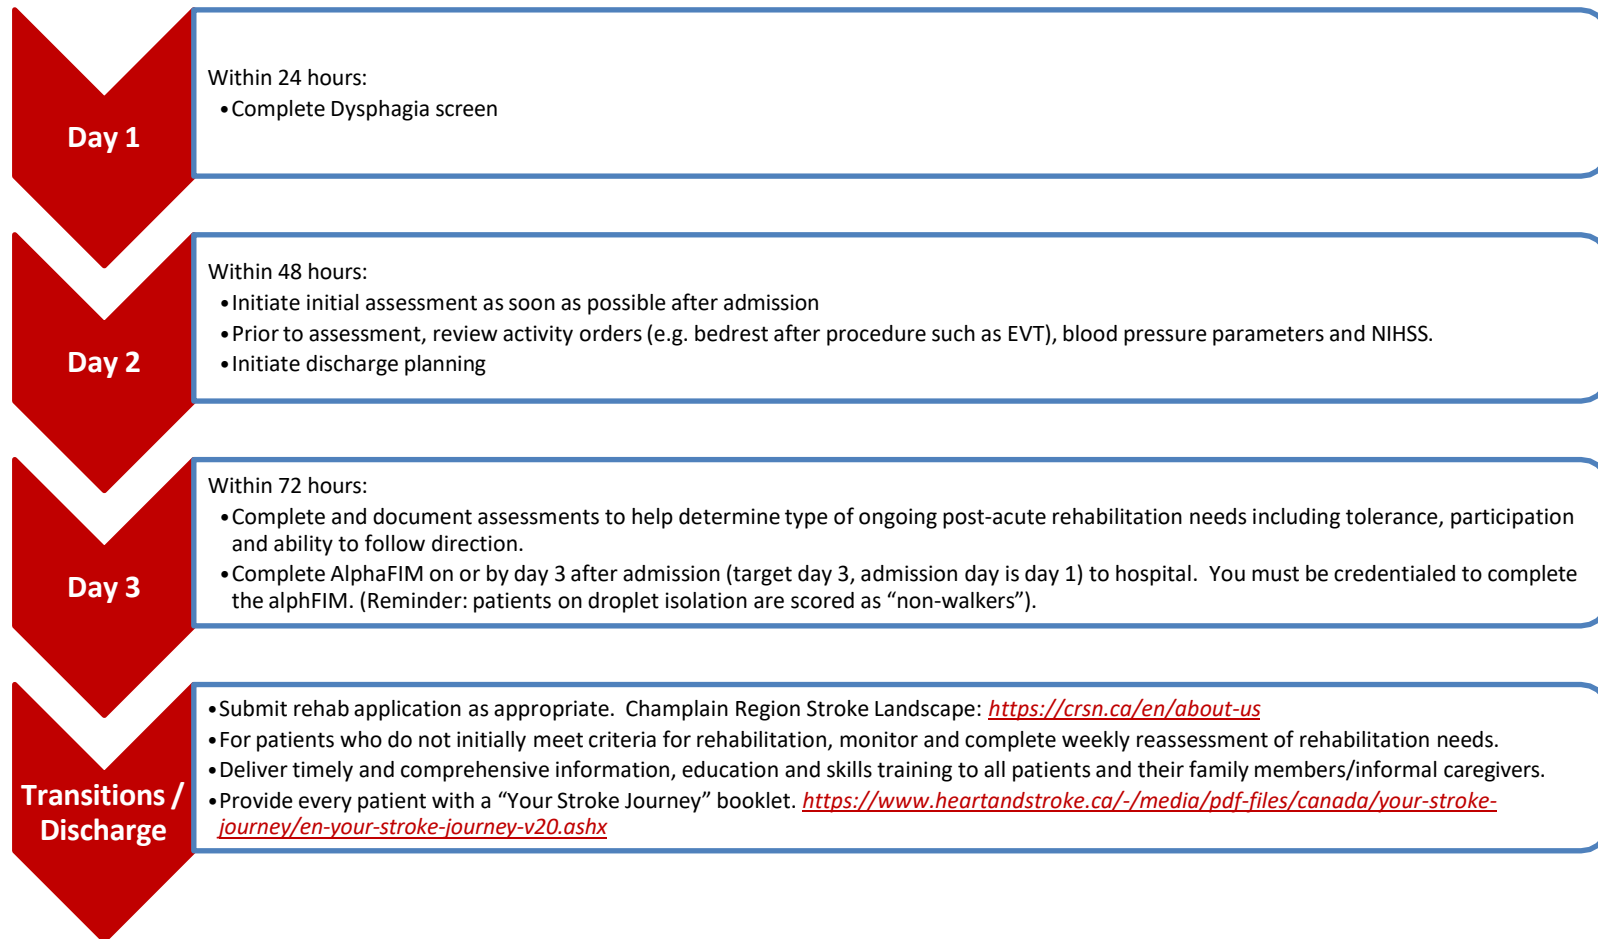 Day 1
Within 24 hours:
•Complete Dysphagia screen
Day 2
Within 48 hours:
•Initiate initial assessment as soon as possible after admission
•Prior to assessment, review activity orders (e.g. bedrest after procedure such as EVT), blood pressure parameters and NIHSS.
•Initiate discharge planning
Day 3
Within 72 hours:
•Complete and document assessments to help determine type of ongoing post-acute rehabilitation needs including tolerance, participation
and ability to follow direction.
•Complete AlphaFIM on or by day 3 after admission (target day 3, admission day is day 1) to hospital.  You must be credentialed to complete
the alphFIM. (Reminder: patients on droplet isolation are scored as “non-walkers”).
Transitions /
Discharge
•Submit rehab application as appropriate.  Champlain Region Stroke Landscape: https://crsn.ca/en/about-us
•For patients who do not initially meet criteria for rehabilitation, monitor and complete weekly reassessment of rehabilitation needs.
•Deliver timely and comprehensive information, education and skills training to all patients and their family members/informal caregivers.
•Provide every patient with a “Your Stroke Journey” booklet. https://www.heartandstroke.ca/-/media/pdf-files/canada/your-stroke-
journey/en-your-stroke-journey-v20.ashx